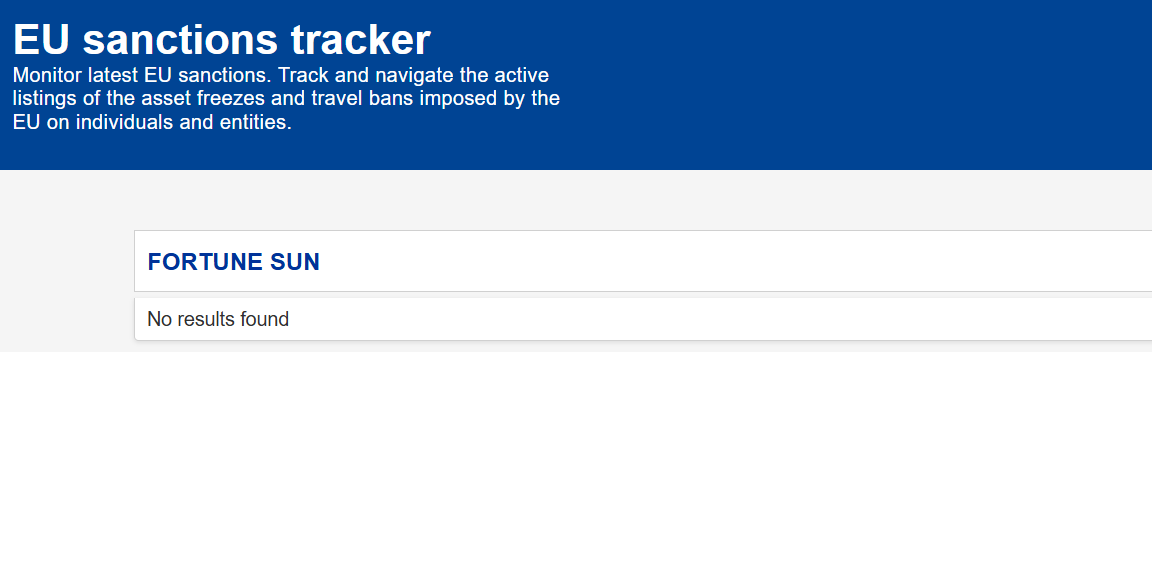 EU sanctions tracker
Monitor latest EU sanctions. Track and navigate the active
listings of the asset freezes and travel bans imposed by the
EU on individuals and entities.
FORTUNE SUN
No results found